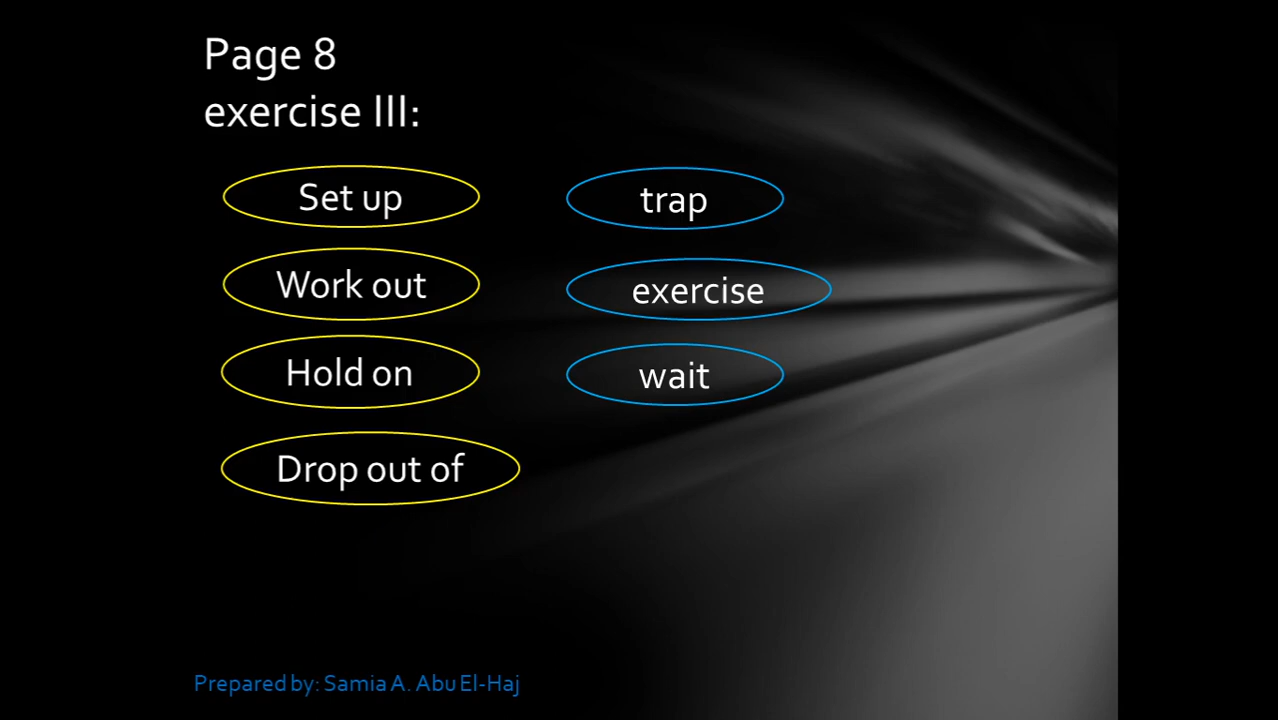 Page 8
exercise III:
Set up
trap
Work out
exercise
Hold on
wait
Drop out of
Prepared by: Samia A. Abu El-Haj